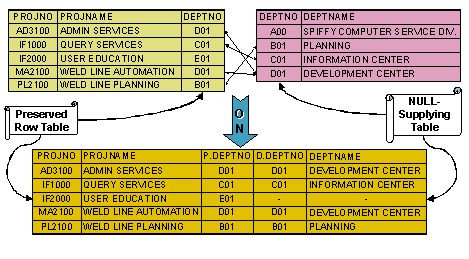 PROJNO PROJNAME DEPTNO
AD3100 ADMIN SERVICES D01
IF1000 QUERY SERVICES C01
IF2000 USER EDUCATION E01
MA2100 WELD LINE AUTOMATION D01
PL2100 WELD LINE PLANNING B01
DEPTNO DEPTNAME
A00 SPIFFY COMPUTER SERVICE DIV.
B01 PLANNING
C01 INFORMATION CENTER
D01 DEVELOPMENT CENTER
Preserved
Row Table
ON
NULL-
Supplying
Table
PROJNO PROJNAME P.DEPTNO D.DEPTNO DEPTNAME
AD3100 ADMIN SERVICES D01 D01 DEVELOPMENT CENTER
IF1000 QUERY SERVICES C01 C01 INFORMATION CENTER
IF2000 USER EDUCATION E01 - -
MA2100 WELD LINE AUTOMATION D01 D01 DEVELOPMENT CENTER
PL2100 WELD LINE PLANNING B01 B01 PLANNING